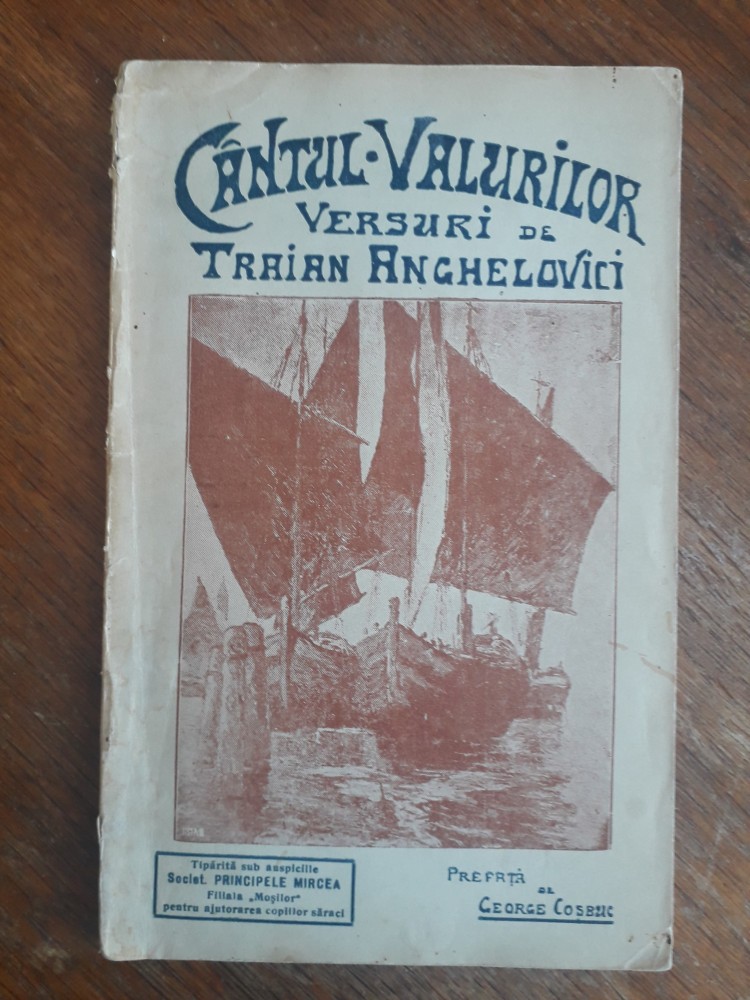 CÂNTUL·VALURILOR
VERSURI DE
TRAIAN ANGHELOVICI
Tipărită sub auspiciile
Societ. PRINCIPELE MIRCEA
Filiala „Moșilor"
pentru ajutorarea copiilor săraci
PREFAȚĂ
DE
GEORGE COȘBUC